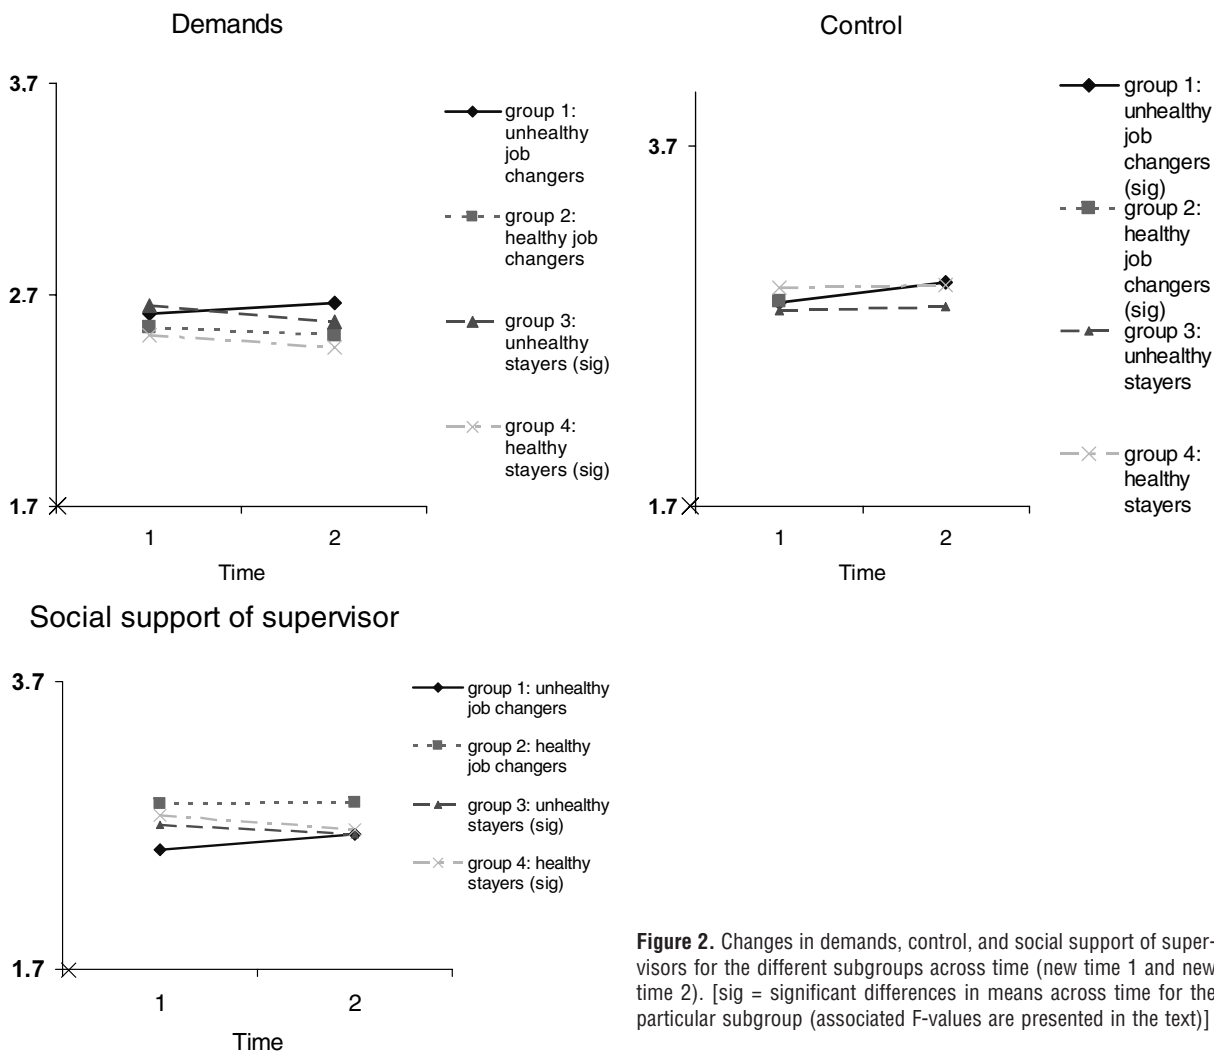 Demands
3.7
2.7
1.7
1
2
Time
group 1:
unhealthy
job
changers
group 2:
healthy job
changers
group 3:
unhealthy
stayers (sig)
group 4:
healthy
stayers (sig)
Control
3.7
1.7
1
2
Time
group 1:
unhealthy
job
changers
(sig)
group 2:
healthy
job
changers
(sig)
group 3:
unhealthy
stayers
group 4:
healthy
stayers
Social support of supervisor
3.7
1.7
1
2
Time
group 1: unhealthy
job changers
group 2: healthy
job changers
group 3: unhealthy
stayers (sig)
group 4: healthy
stayers (sig)
Figure 2. Changes in demands, control, and social support of super-
visors for the different subgroups across time (new time 1 and new
time 2). [sig = significant differences in means across time for the
particular subgroup (associated F-values are presented in the text)]